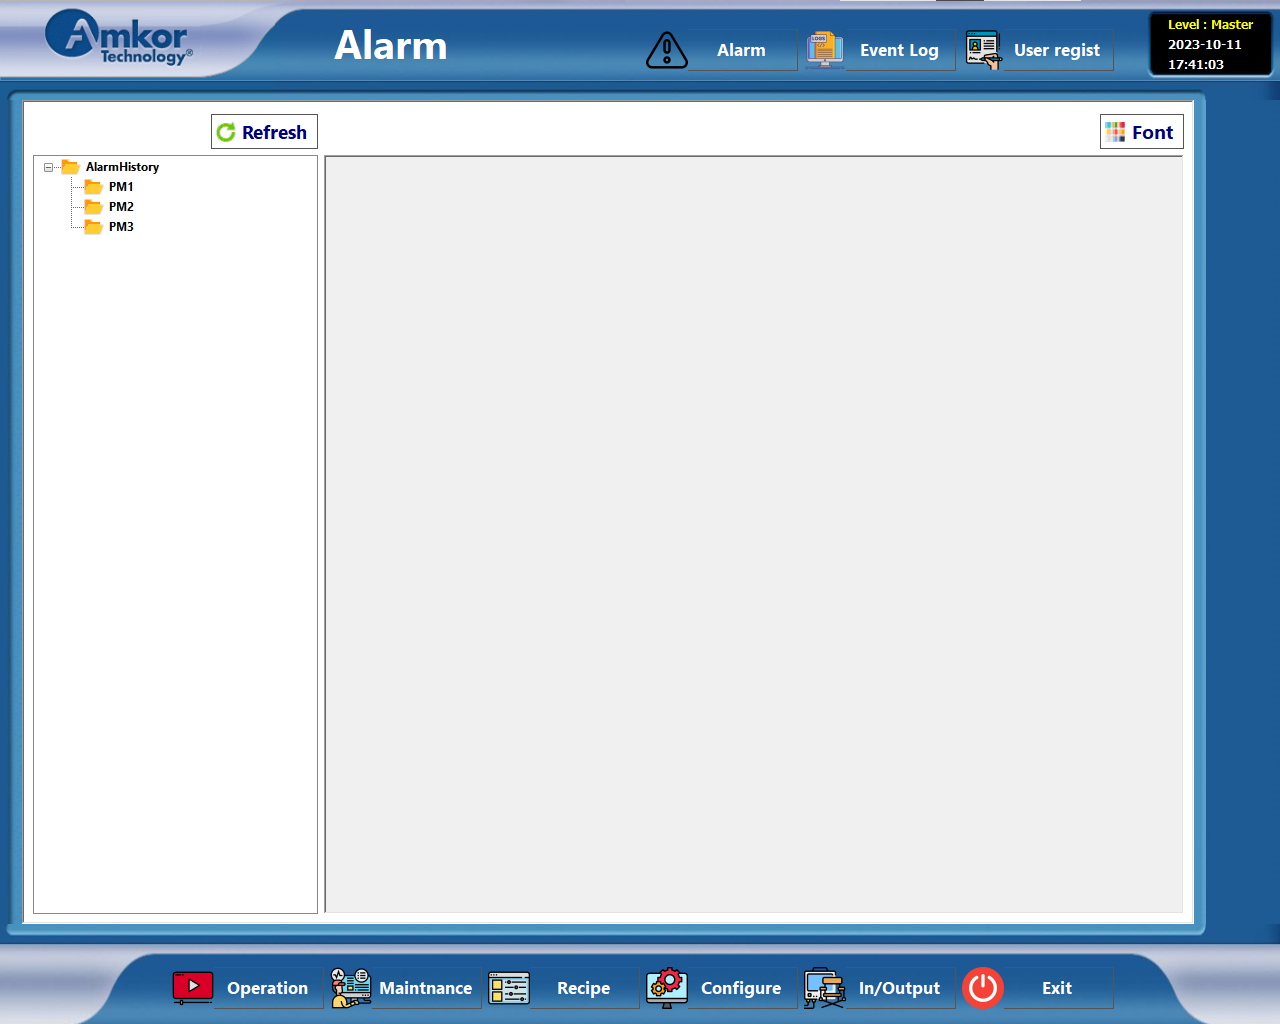 Amkor
Technology®
Alarm
Alarm
Event Log
User regist
Level : Master
2023-10-11
17:41:03
Refresh
Font
AlarmHistory
PM1
PM2
PM3
LOGS
Operation
Maintnance
Recipe
Configure
In/Output
Exit